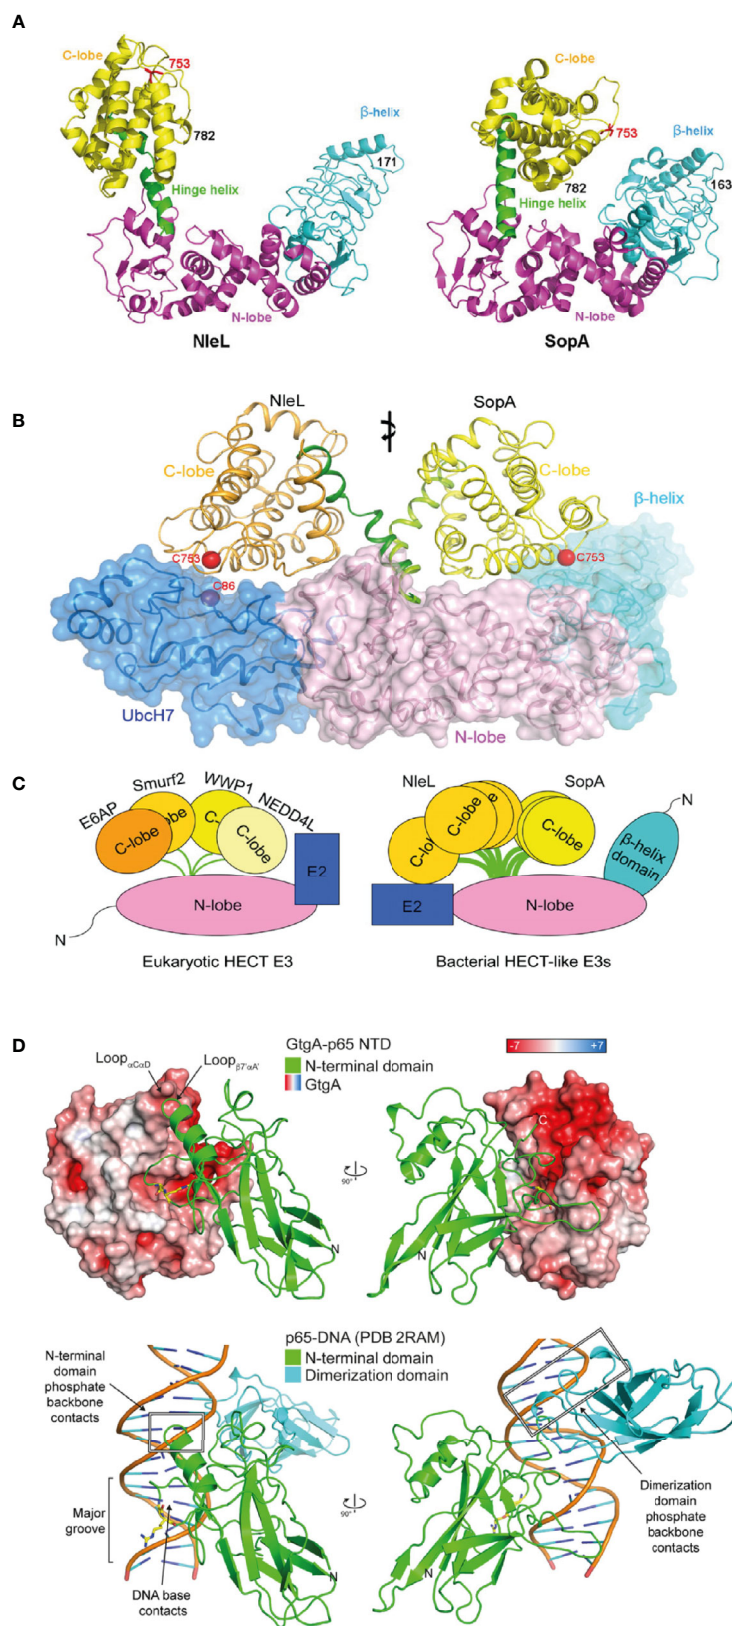 A
C-lobe
753
782
β-helix
171
Hinge helix
N-lobe
NleL
C-lobe
753
β-helix
163
782
Hinge helix
N-lobe
SopA
B
NleL
SopA
C-lobe
C-lobe
β-helix
C753
C753
C86
UbcH7
N-lobe
C
E6AP
Smurf2
WWP1
NEDD4L
C-lobe
obe
C-
C-lobe
E2
N-lobe
N
Eukaryotic HECT E3
NleL
SopA
N
C-lobe
C-lob
C-lobe
β-helix
domain
E2
N-lobe
Bacterial HECT-like E3s
D
GtgA-p65 NTD
N-terminal domain
GtgA
-7 +7
LoopαCαD
Loopβ7'αA'
C
90°
N
N
p65-DNA (PDB 2RAM)
N-terminal domain
Dimerization domain
N-terminal
domain
phosphate
backbone
contacts
Major
groove
DNA base
contacts
90°
N
N
Dimerization
domain
phosphate
backbone
contacts